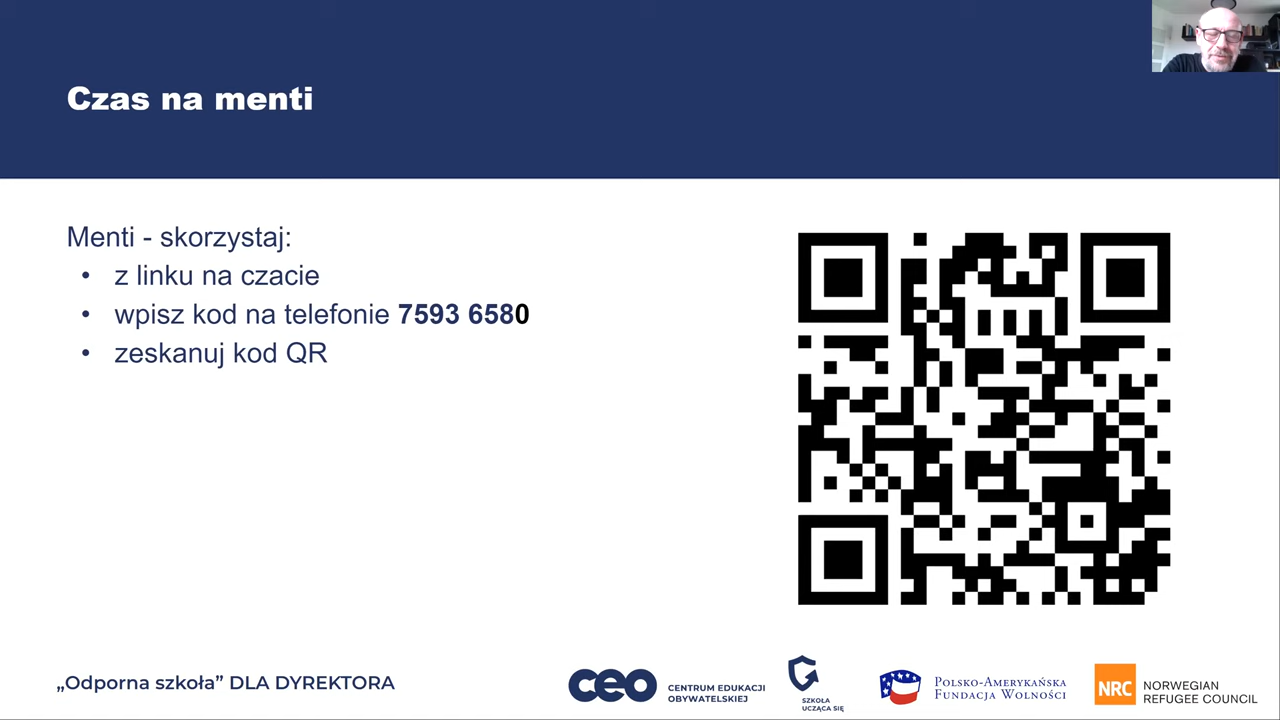 Czas na menti
Menti - skorzystaj:
• z linku na czacie
• wpisz kod na telefonie 7593 6580
• zeskanuj kod QR
„Odporna szkoła” DLA DYREKTORA
ceo
CENTRUM EDUKACJI
OBYWATELSKIEJ
SZKOŁA
UCZĄCA SIĘ
POLSKO-AMERYKAŃSKA
FUNDACJA WOLNOŚCI
NRC
NORWEGIAN
REFUGEE COUNCIL